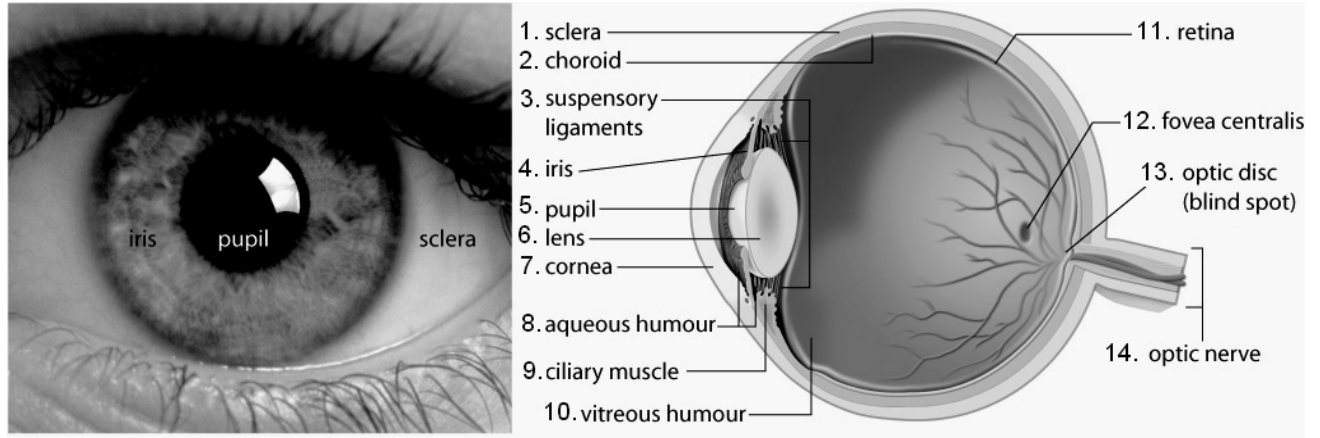 iris
pupil
sclera
1. sclera
2. choroid
3. suspensory
ligaments
4. iris
5. pupil
6. lens
7. cornea
8. aqueous humour
9. ciliary muscle
10. vitreous humour
11. retina
12. fovea centralis
13. optic disc
(blind spot)
14. optic nerve